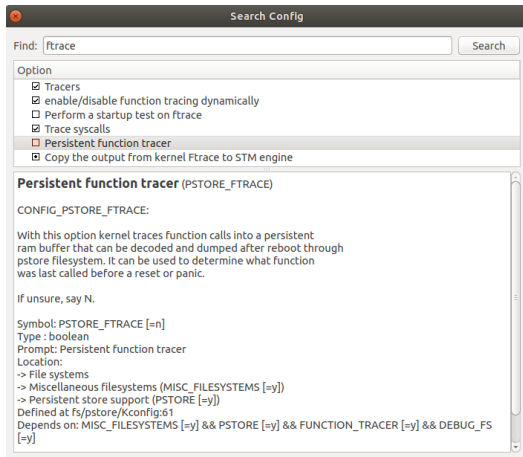 Search Config
Find: ftrace Search
Option
Tracers
enable/disable function tracing dynamically
Perform a startup test on ftrace
Trace syscalls
Persistent function tracer
Copy the output from kernel Ftrace to STM engine
Persistent function tracer (PSTORE_FTRACE)
CONFIG_PSTORE_FTRACE:
With this option kernel traces function calls into a persistent
ram buffer that can be decoded and dumped after reboot through
pstore filesystem. It can be used to determine what function
was last called before a reset or panic.
If unsure, say N.
Symbol: PSTORE_FTRACE [=n]
Type : boolean
Prompt: Persistent function tracer
Location:
-> File systems
-> Miscellaneous filesystems (MISC_FILESYSTEMS [=y])
-> Persistent store support (PSTORE [=y])
Defined at fs/pstore/Kconfig:61
Depends on: MISC_FILESYSTEMS [=y] && PSTORE [=y] && FUNCTION_TRACER [=y] && DEBUG_FS
[=y]